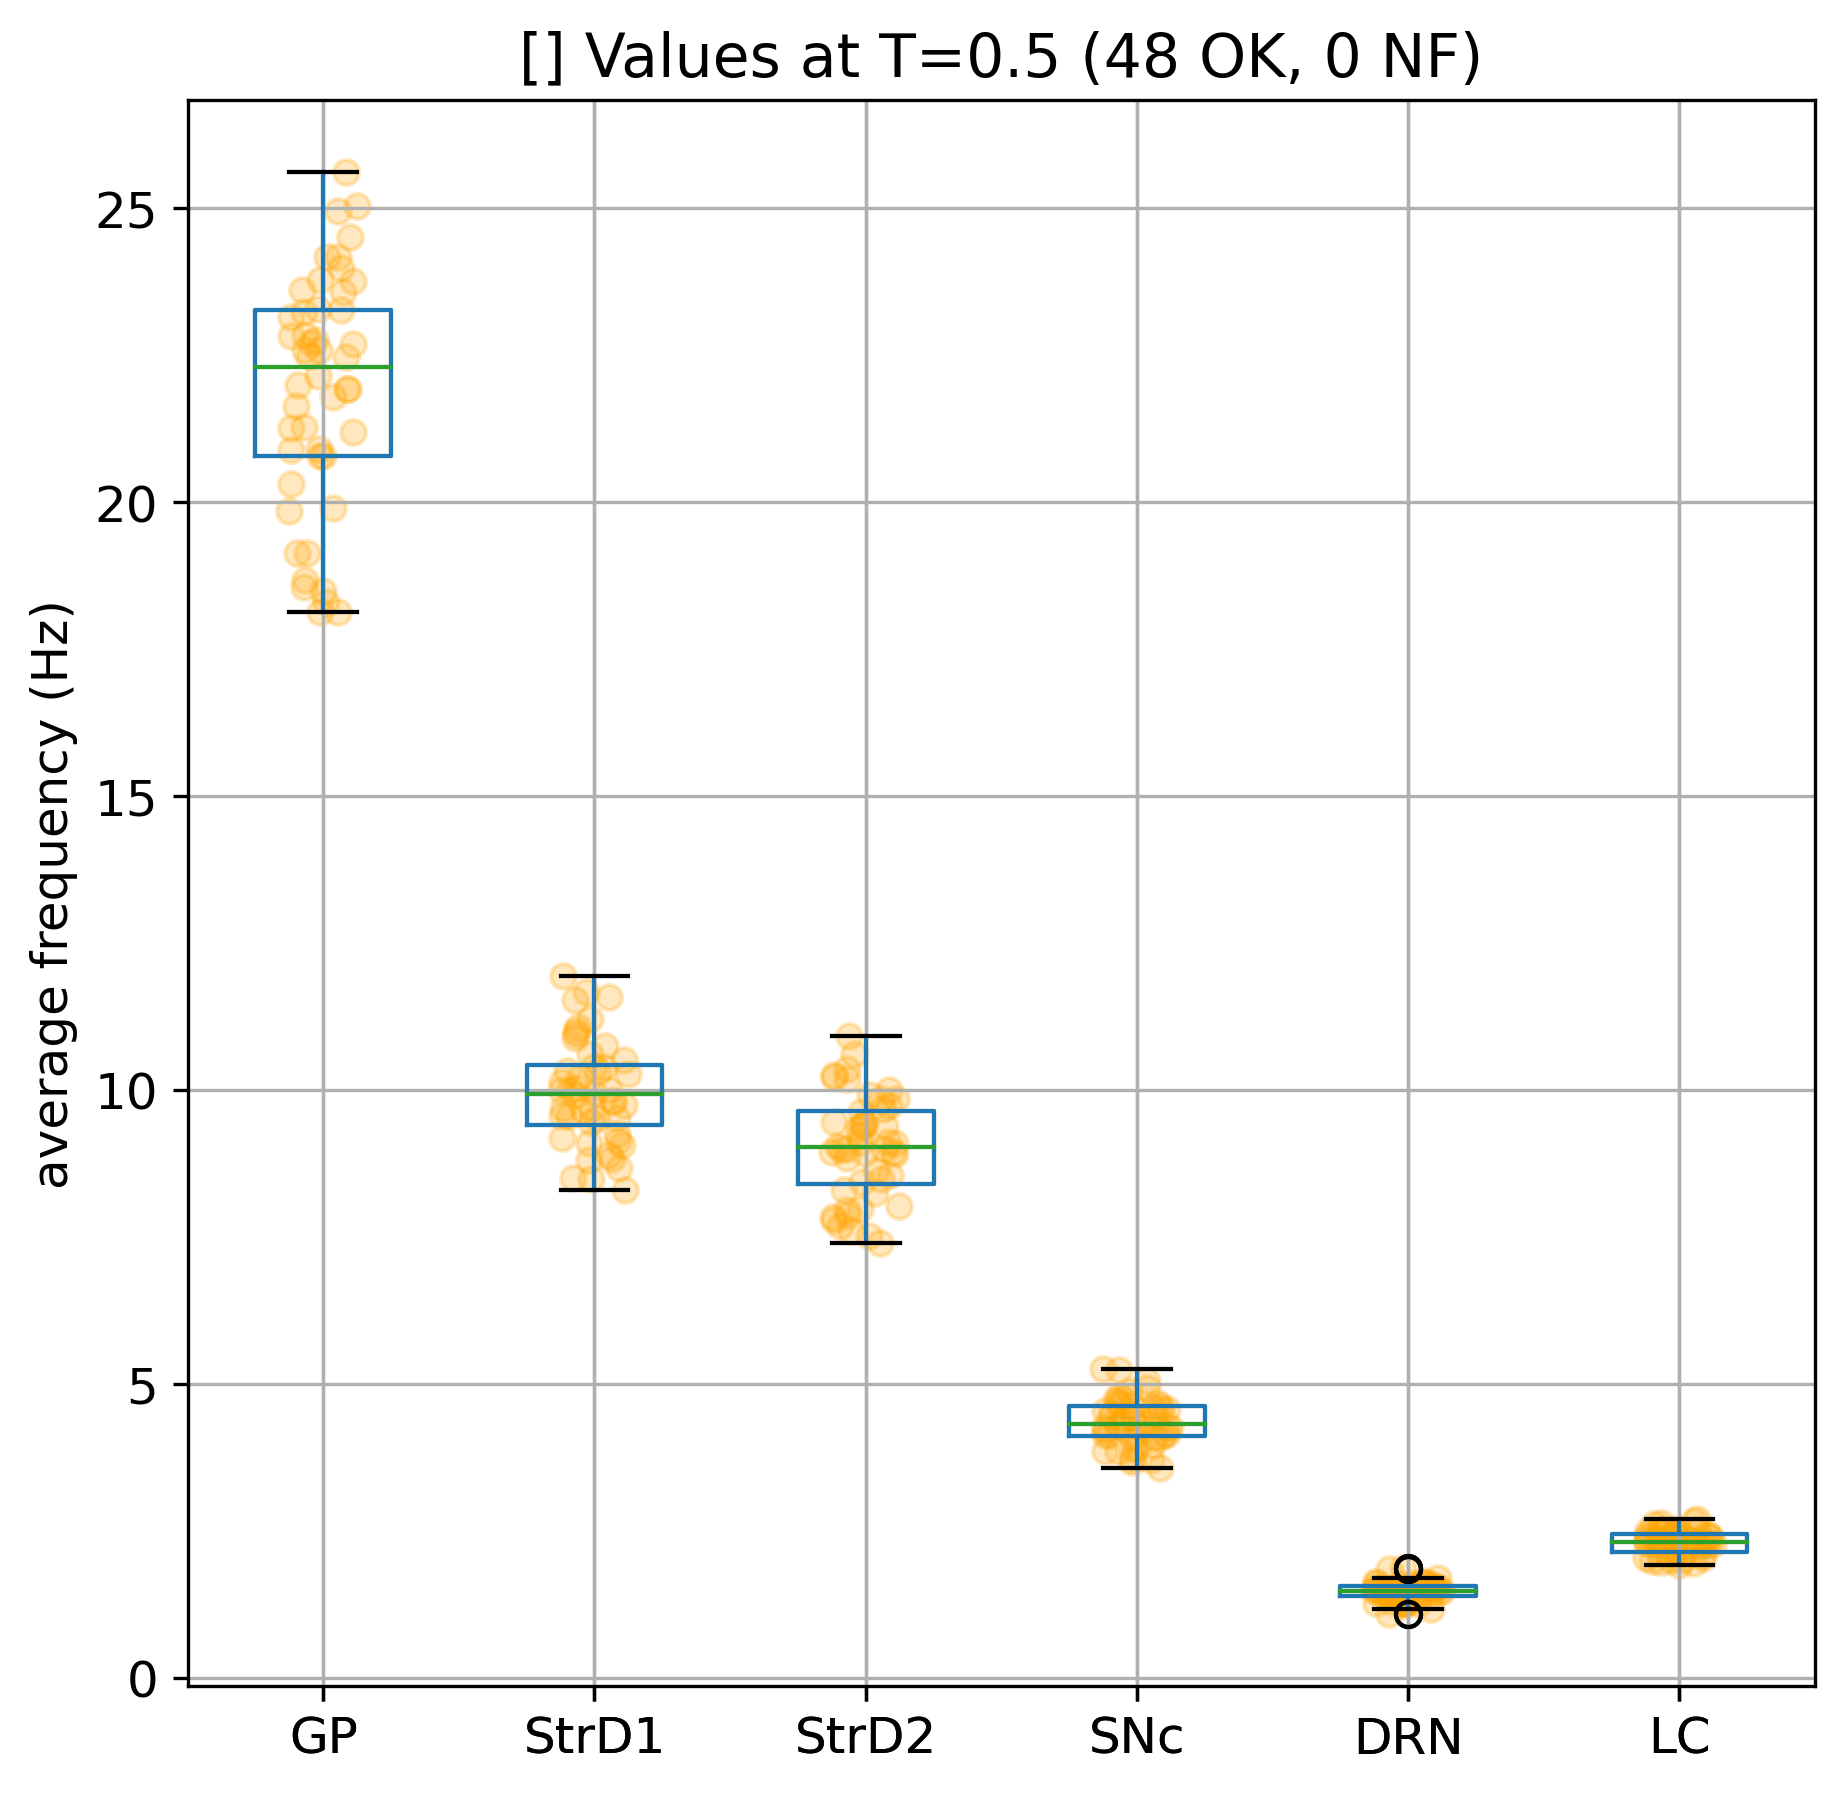 [] Values at T=0.5 (48 OK, 0 NF)
average frequency (Hz)
25
20
15
10
5
0
GP StrD1 StrD2 SNc DRN LC